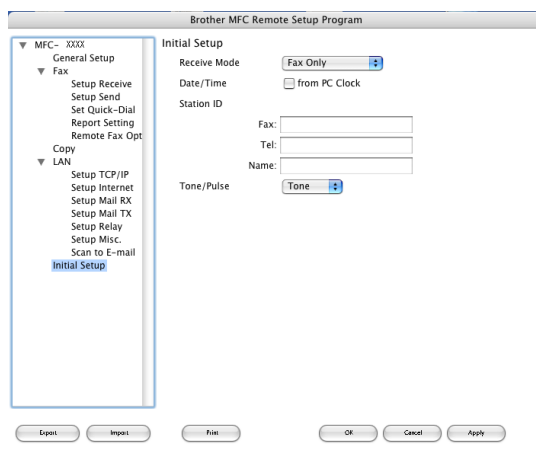 Brother MFC Remote Setup Program
MFC- XXXX
General Setup
Fax
Setup Receive
Setup Send
Set Quick-Dial
Report Setting
Remote Fax Opt
Copy
LAN
Setup TCP/IP
Setup Internet
Setup Mail RX
Setup Mail TX
Setup Relay
Setup Misc.
Scan to E-mail
Initial Setup
Initial Setup
Receive Mode Fax Only
Date/Time from PC Clock
Station ID
Fax:
Tel:
Name:
Tone/Pulse Tone
Export Import Print OK Cancel Apply